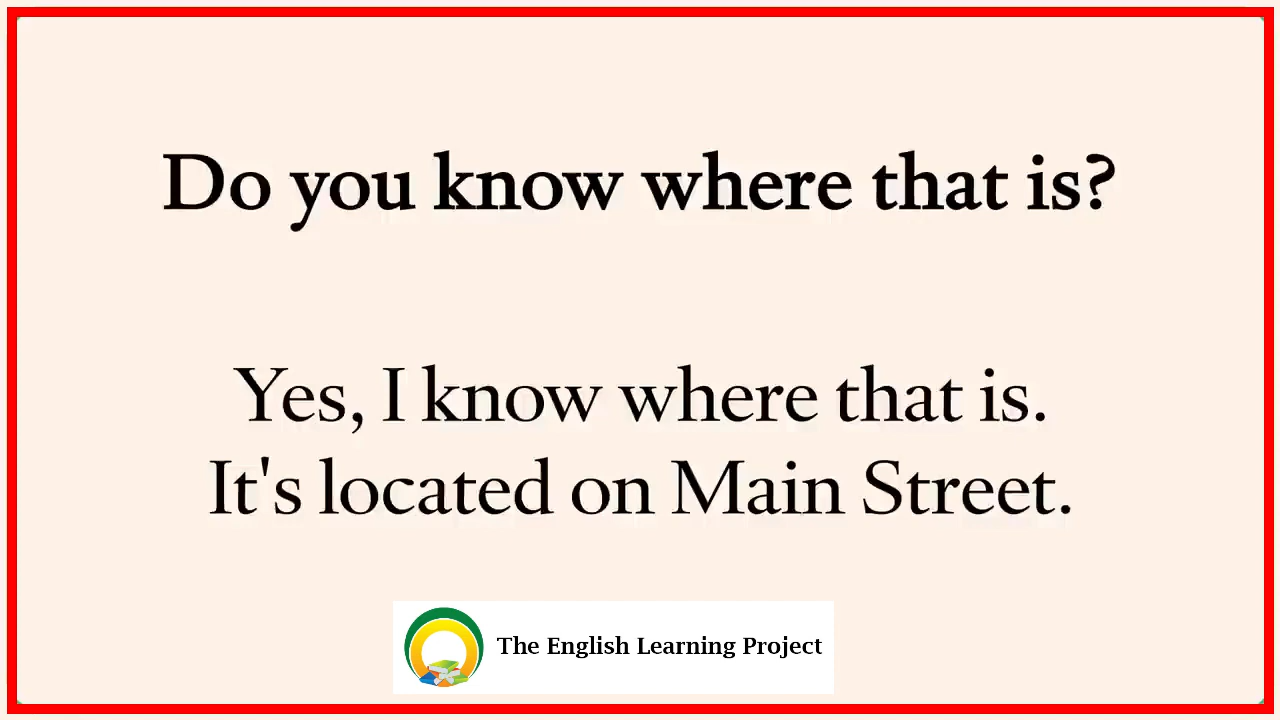 Do you know where that is?
Yes, I know where that is.
It's located on Main Street.
The English Learning Project